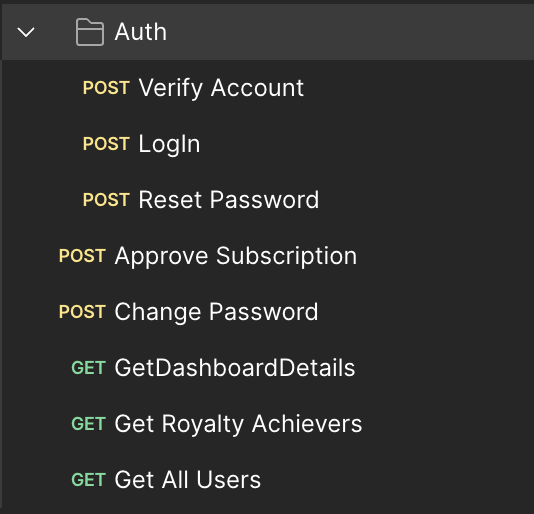 Auth
POST Verify Account
POST LogIn
POST Reset Password
POST Approve Subscription
POST Change Password
GET GetDashboardDetails
GET Get Royalty Achievers
GET Get All Users